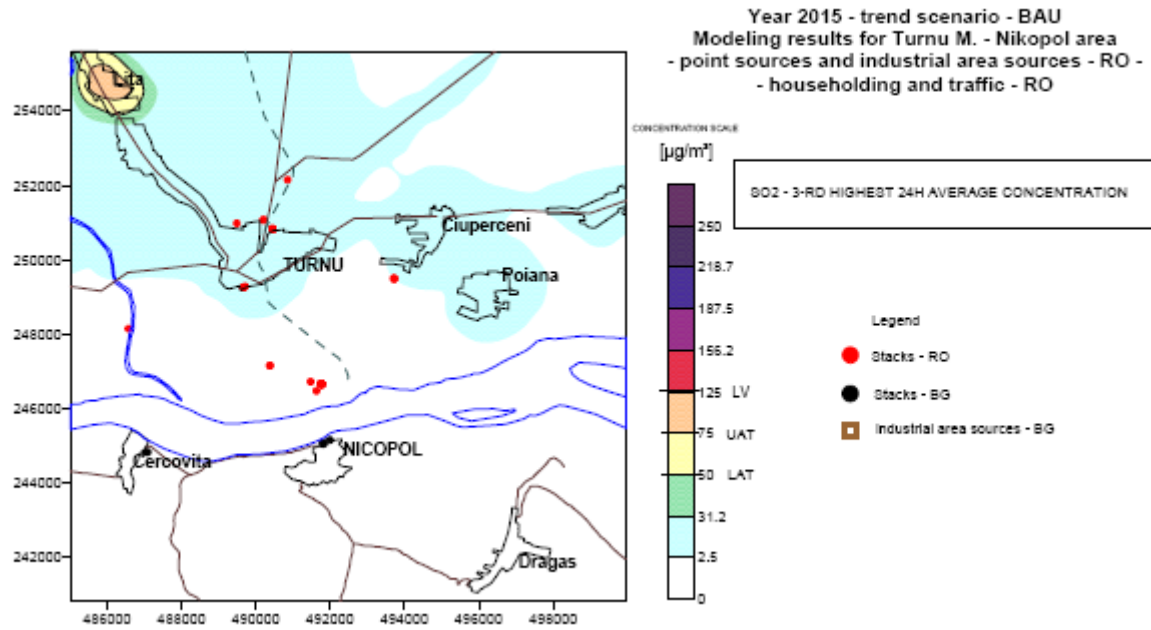 Year 2015 - trend scenario - BAU
Modeling results for Turnu M. - Nikopol area
- point sources and industrial area sources - RO -
- householding and traffic - RO
CONCENTRATION SCALE
[µg/m³]
SO2 - 3-RD HIGHEST 24H AVERAGE CONCENTRATION
250
218.7
187.5
156.2
125 LV
75 UAT
50 LAT
31.2
2.5
0
Legend
Stacks - RO
Stacks - BG
Industrial area sources - BG
Lita
Ciuperceni
TURNU
Poiana
NICOPOL
Cercovita
Dragas
254000
252000
250000
248000
246000
244000
242000
486000 488000 490000 492000 494000 496000 498000